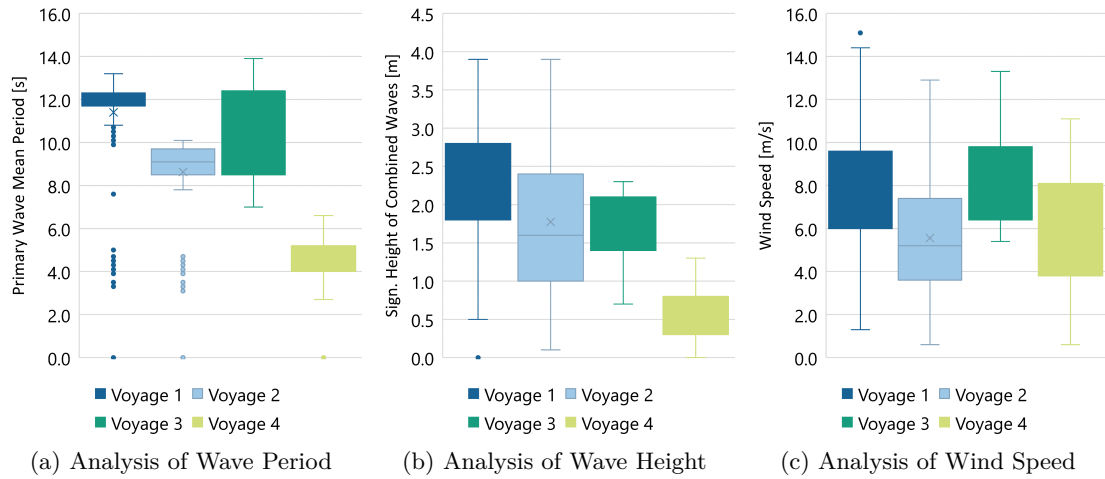 Primary Wave Mean Period [s]
16.0
14.0
12.0
10.0
8.0
6.0
4.0
2.0
0.0
Voyage 1 Voyage 2
Voyage 3 Voyage 4
(a) Analysis of Wave Period
Sign. Height of Combined Waves [m]
4.5
4.0
3.5
3.0
2.5
2.0
1.5
1.0
0.5
0.0
Voyage 1 Voyage 2
Voyage 3 Voyage 4
(b) Analysis of Wave Height
Wind Speed [m/s]
16.0
14.0
12.0
10.0
8.0
6.0
4.0
2.0
0.0
Voyage 1 Voyage 2
Voyage 3 Voyage 4
(c) Analysis of Wind Speed